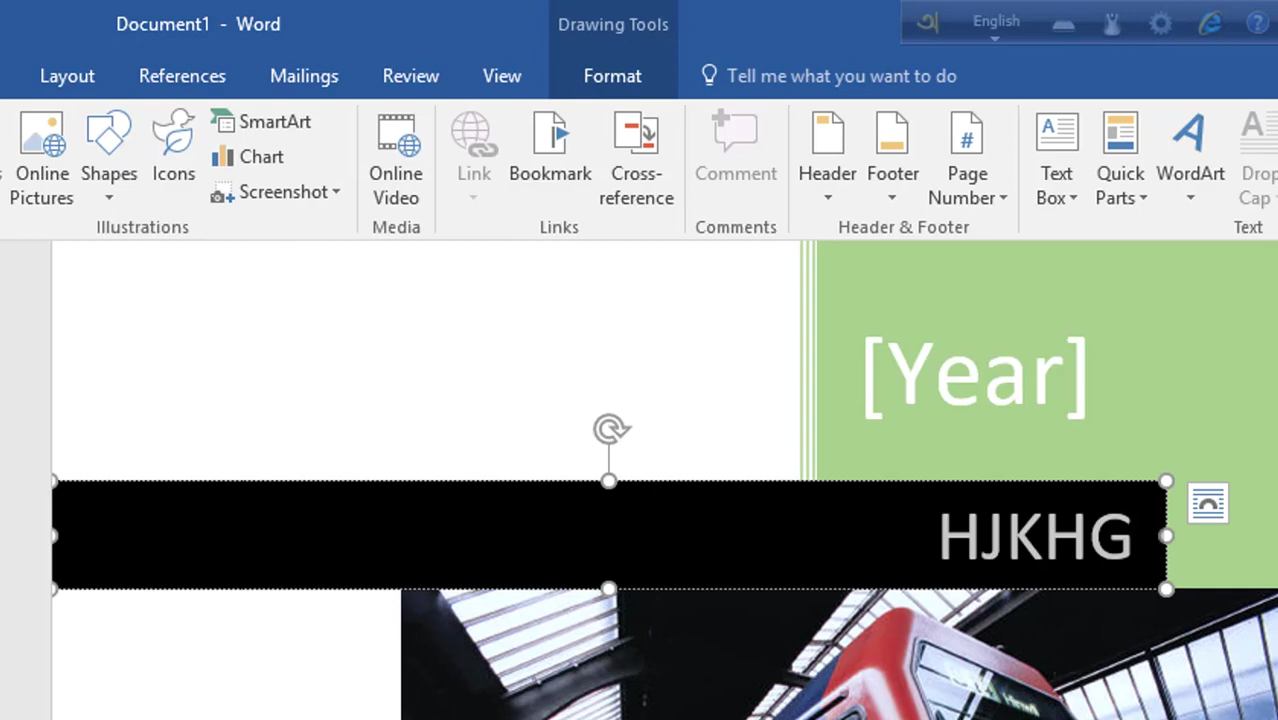 Document1 - Word
Drawing Tools
English
Layout
References
Mailings
Review
View
Format
Tell me what you want to do
Online Pictures
Shapes
Icons
SmartArt
Chart
Screenshot
Online Video
Link
Bookmark
Cross-reference
Comment
Header
Footer
Page Number
Text Box
Quick Parts
WordArt
Drop Cap
Illustrations
Media
Links
Comments
Header & Footer
Text
[Year]
HJKHG